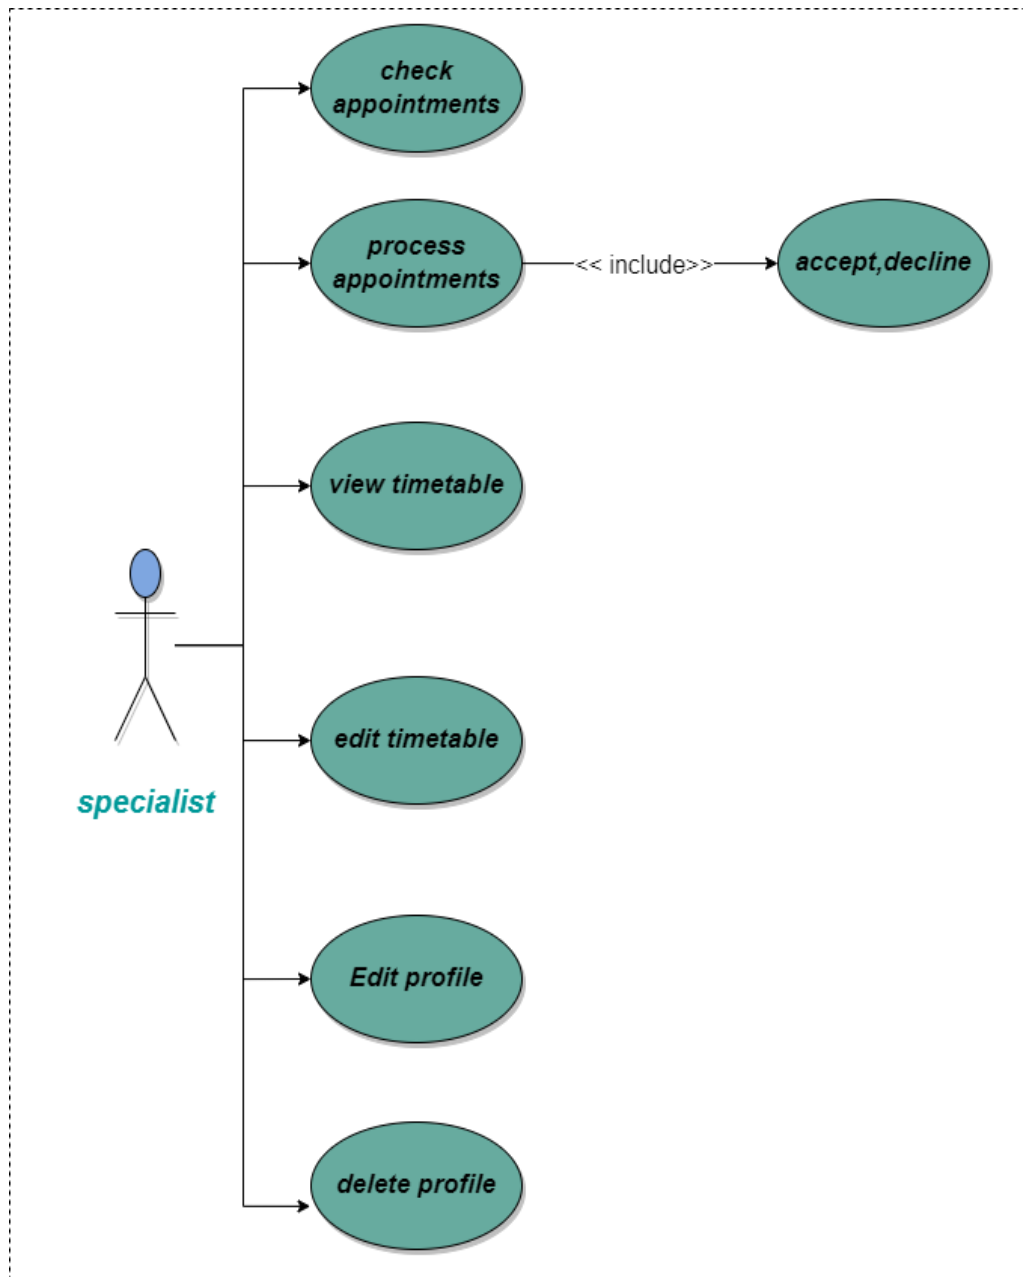 check
appointments
process
appointments
<< include>>
accept,decline
view timetable
edit timetable
specialist
Edit profile
delete profile